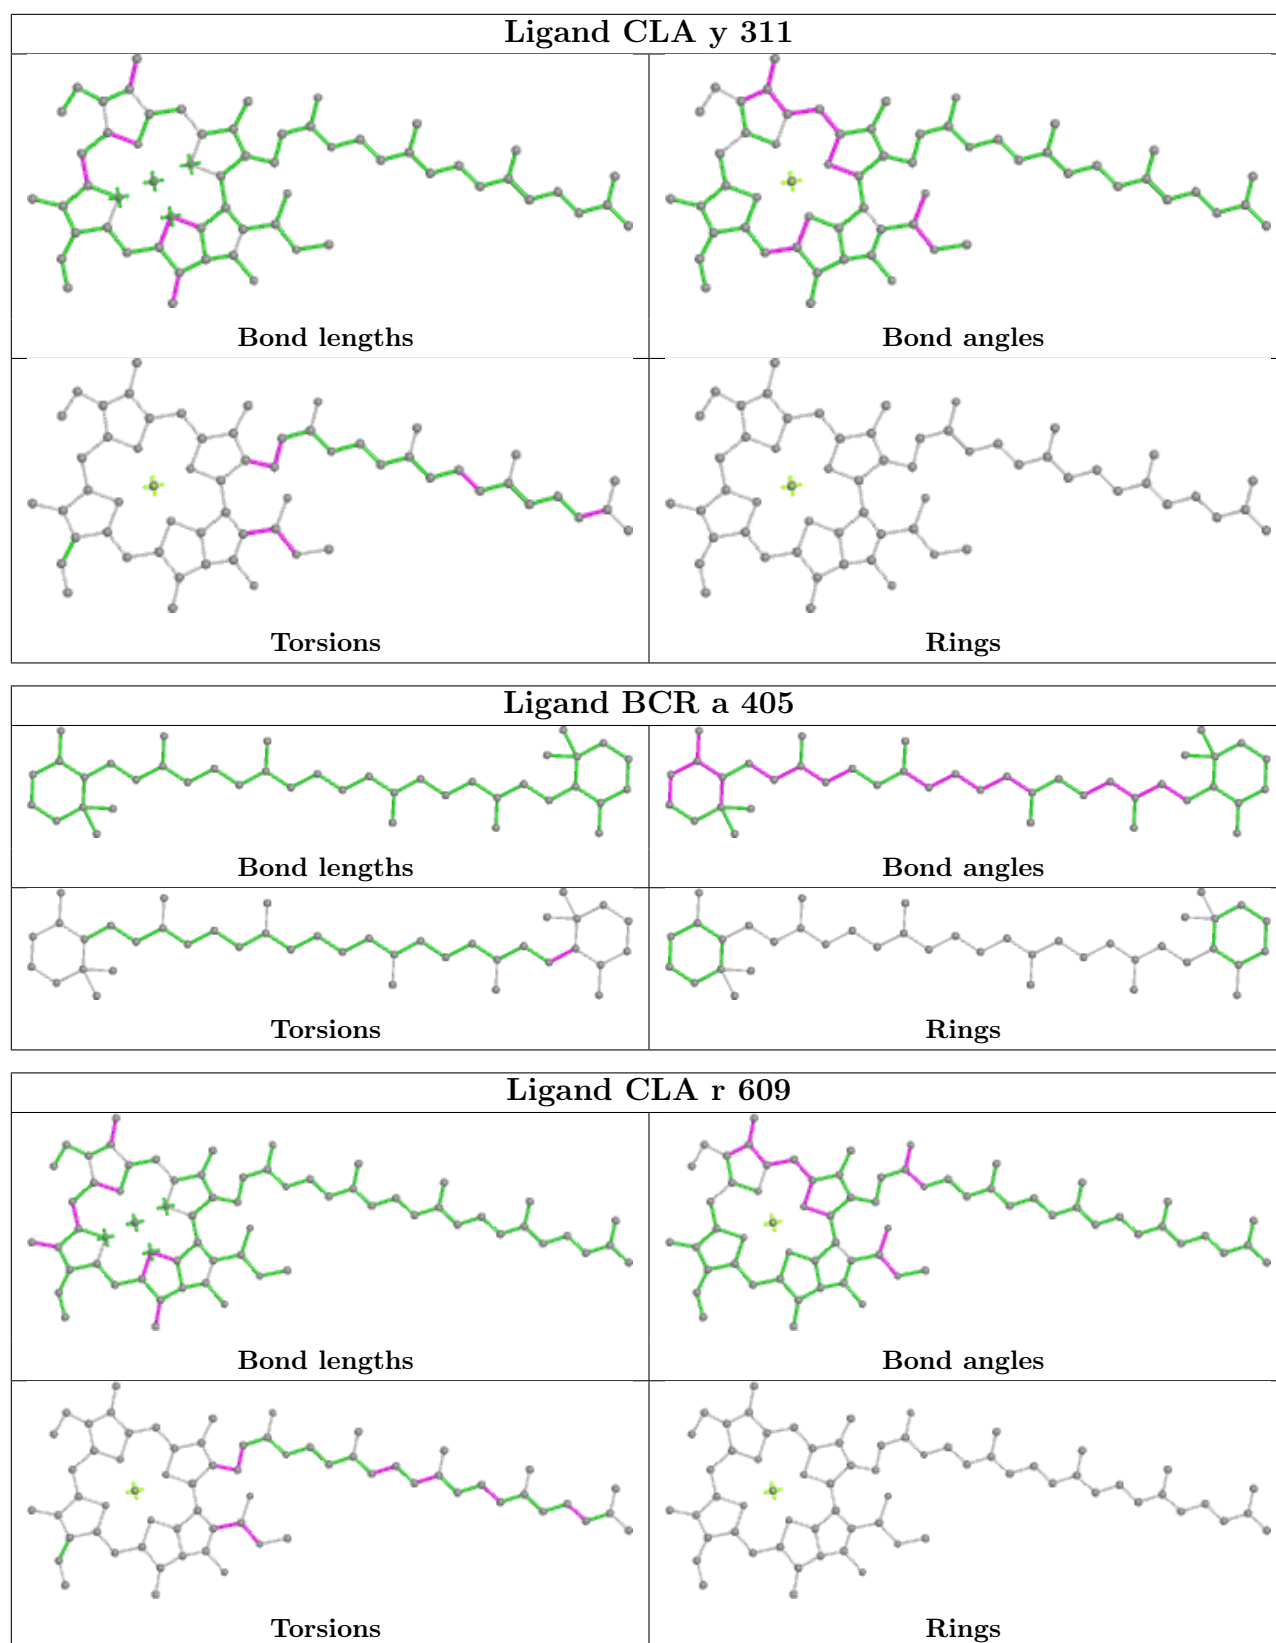 Ligand CLA y 311
Bond lengths
Bond angles
Torsions
Rings
Ligand BCR a 405
Bond lengths
Bond angles
Torsions
Rings
Ligand CLA r 609
Bond lengths
Bond angles
Torsions
Rings